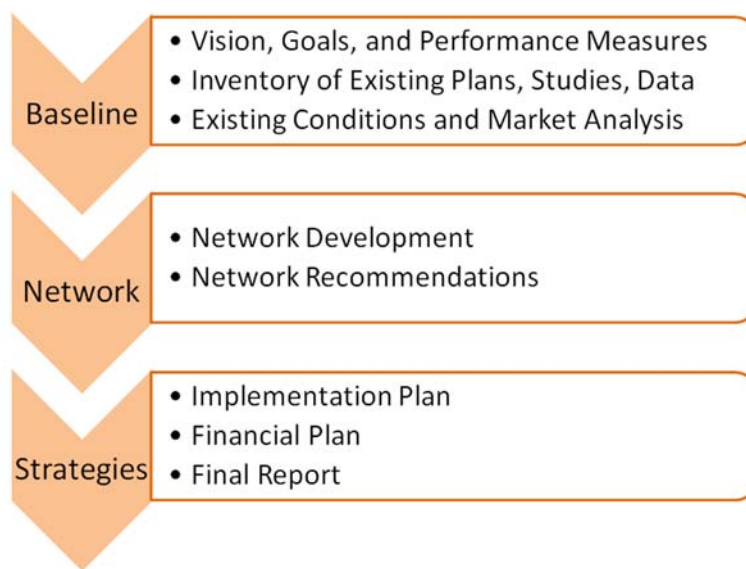 Baseline
• Vision, Goals, and Performance Measures
• Inventory of Existing Plans, Studies, Data
• Existing Conditions and Market Analysis
Network
• Network Development
• Network Recommendations
Strategies
• Implementation Plan
• Financial Plan
• Final Report